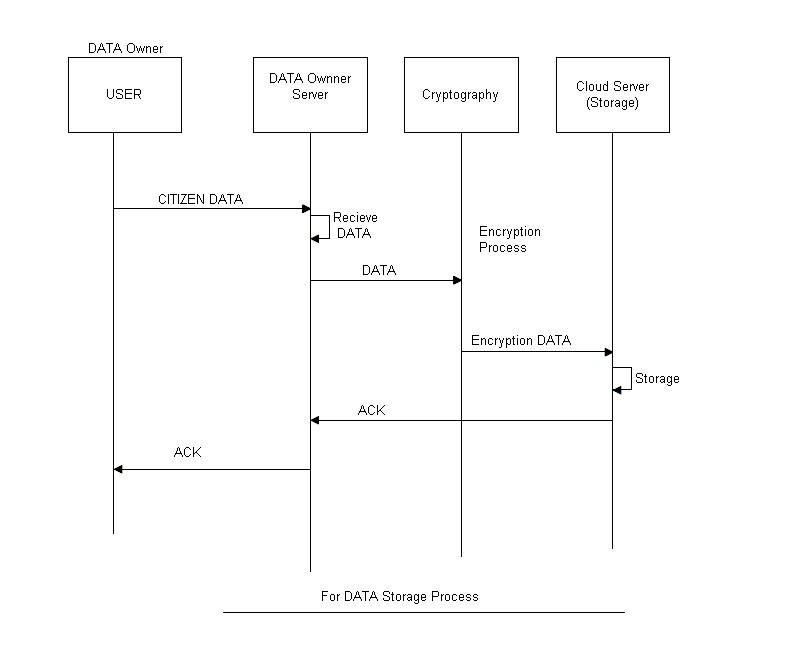 DATA Owner
USER
DATA Ownner
Server
Cryptography
Cloud Server
(Storage)
CITIZEN DATA
Recieve
DATA
Encryption
Process
DATA
Encryption DATA
Storage
ACK
ACK
For DATA Storage Process